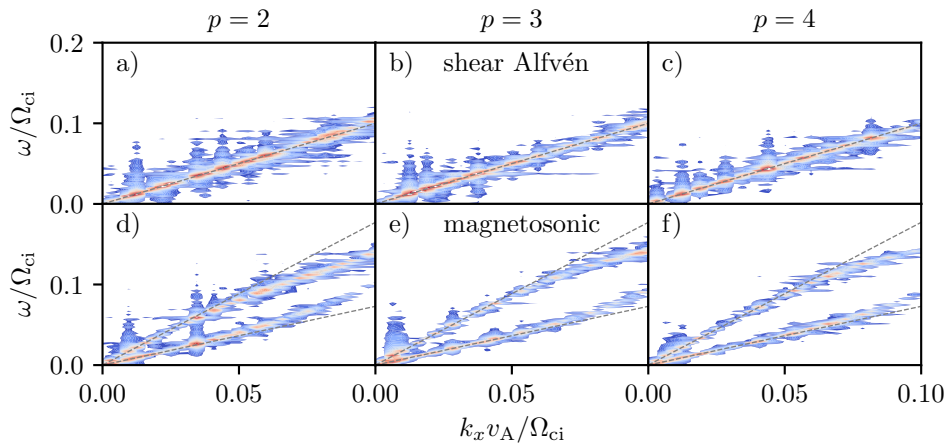 p = 2 p = 3 p = 4
0.2
a) b) shear Alfvén c)
ω/Ωci
0.1
0.0
d) e) magnetosonic f)
ω/Ωci
0.1
0.0
0.00 0.05 0.00 0.05 0.00 0.05 0.10
kxvA/Ωci